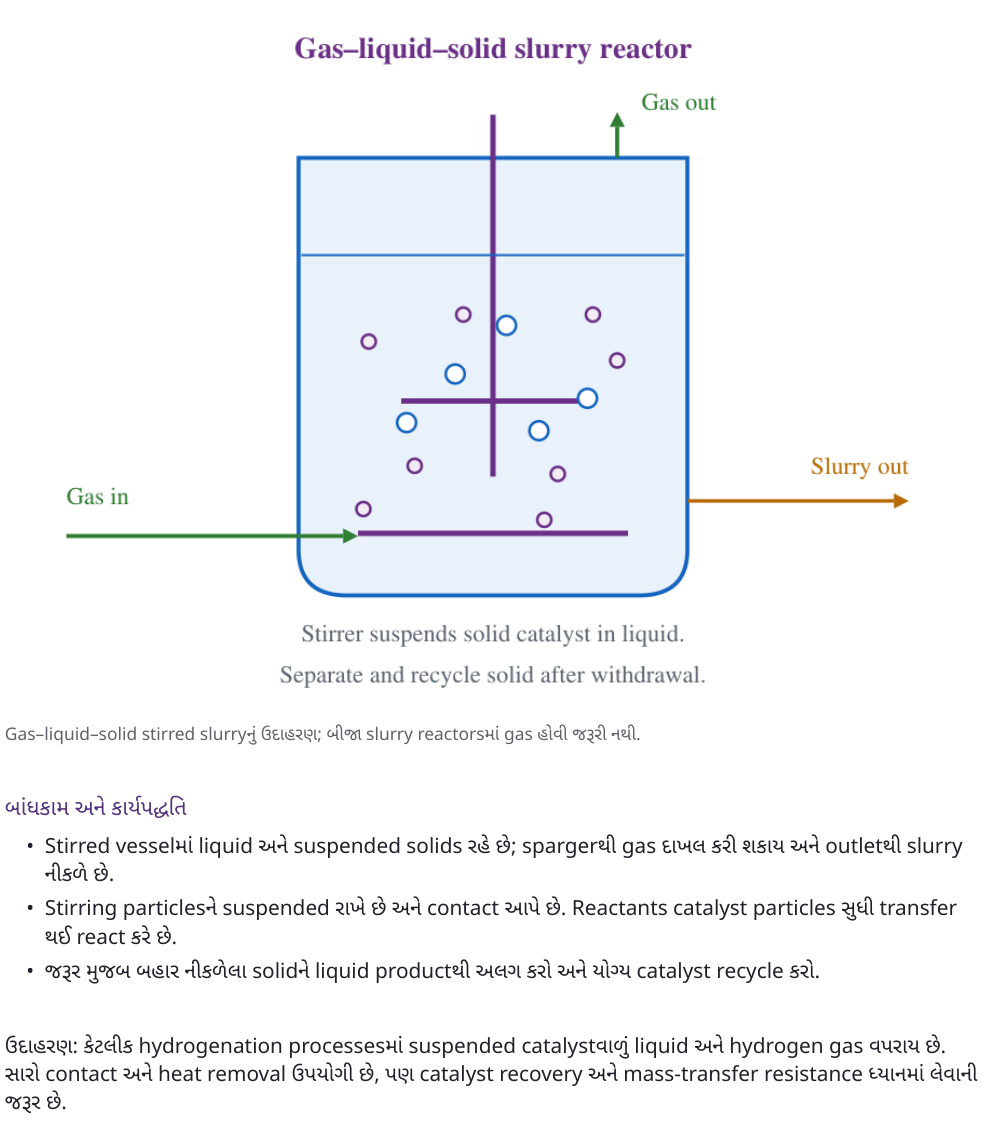 Gas–liquid–solid slurry reactor
Gas out
Slurry out
Gas in
Stirrer suspends solid catalyst in liquid.
Separate and recycle solid after withdrawal.
Gas–liquid–solid stirred slurryનું ઉદાહરણ; બીજા slurry reactorsમાં gas હોવી જરૂરી નથી.
બાંધકામ અને કાર્યપદ્ધતિ
• Stirred vesselમાં liquid અને suspended solids રહે છે; spargerથી gas દાખલ કરી શકાય અને outletથી slurry
નીકળે છે.
• Stirring particlesને suspended રાખે છે અને contact આપે છે. Reactants catalyst particles સુધી transfer
થઈ react કરે છે.
• જરૂર મુજબ બહાર નીકળેલા solidને liquid productથી અલગ કરો અને યોગ્ય catalyst recycle કરો.
ઉદાહરણ: કેટલીક hydrogenation processesમાં suspended catalystવાળું liquid અને hydrogen gas વપરાય છે.
સારો contact અને heat removal ઉપયોગી છે, પણ catalyst recovery અને mass-transfer resistance ધ્યાનમાં લેવાની
જરૂર છે.